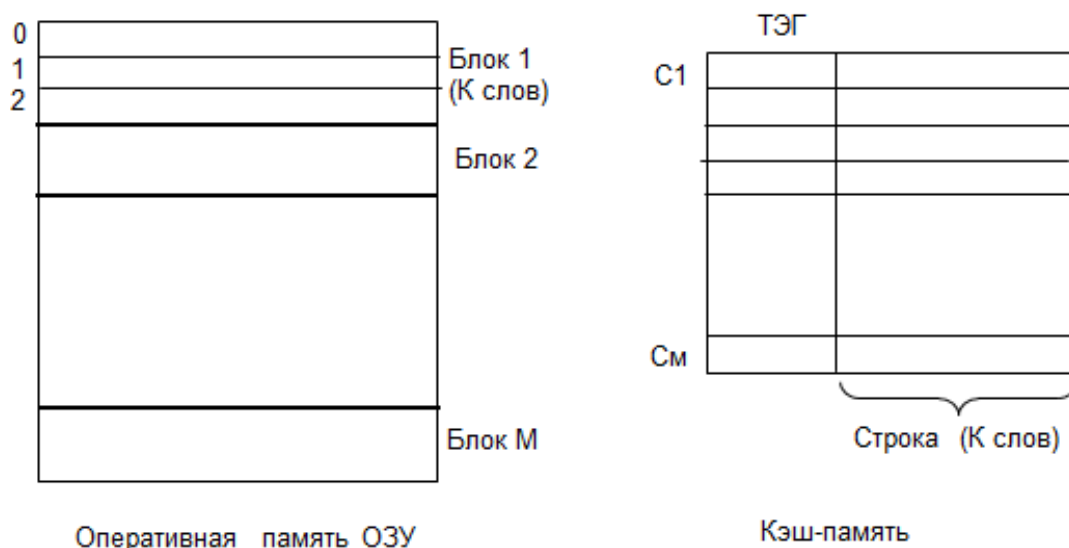 0
1
2
Блок 1
(К слов)
Блок 2
Блок М
Оперативная память ОЗУ
ТЭГ
С1
См
Строка (К слов)
Кэш-память